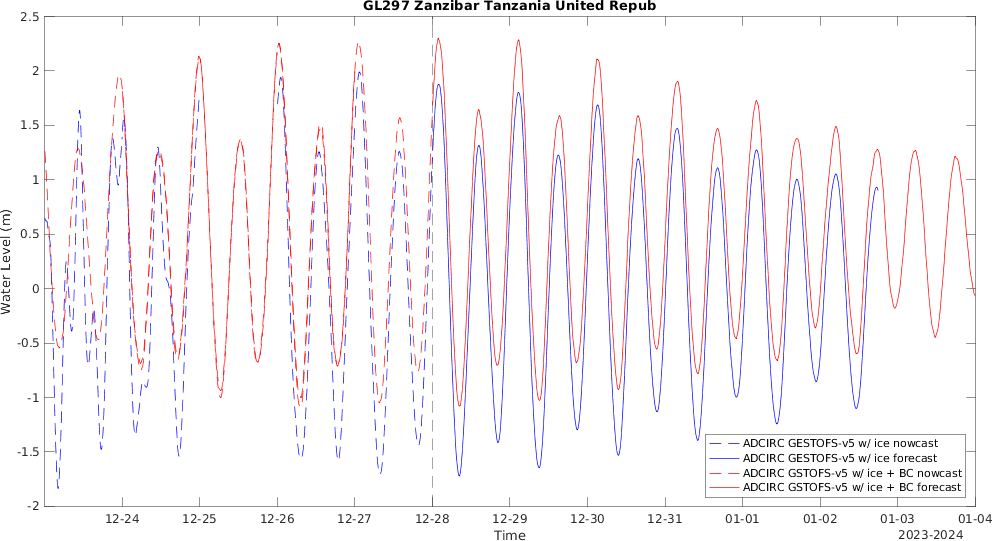 GL297 Zanzibar Tanzania United Repub
2.5
2
1.5
1
0.5
0
-0.5
-1
-1.5
-2
Water Level (m)
ADCIRC GESTOFS-v5 w/ ice nowcast
ADCIRC GESTOFS-v5 w/ ice forecast
ADCIRC GSTOFS-v5 w/ ice + BC nowcast
ADCIRC GSTOFS-v5 w/ ice + BC forecast
12-24 12-25 12-26 12-27 12-28 12-29 12-30 12-31 01-01 01-02 01-03 01-04
Time
2023-2024